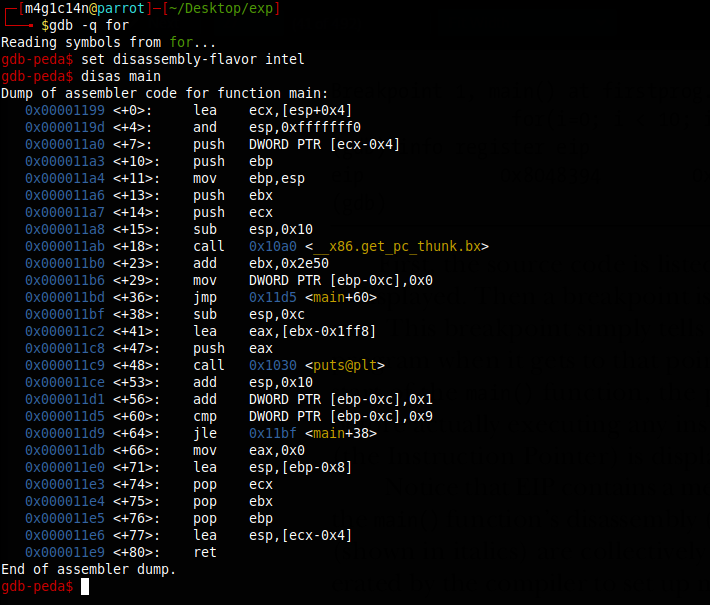 ┌─[m4g1c14n@parrot]─[~/Desktop/exp]
└──╼ $gdb -q for
Reading symbols from for...
gdb-peda$ set disassembly-flavor intel
gdb-peda$ disas main
Dump of assembler code for function main:
   0x00001199 <+0>:     lea    ecx,[esp+0x4]
   0x0000119d <+4>:     and    esp,0xfffffff0
   0x000011a0 <+7>:     push   DWORD PTR [ecx-0x4]
   0x000011a3 <+10>:    push   ebp
   0x000011a4 <+11>:    mov    ebp,esp
   0x000011a6 <+13>:    push   ebx
   0x000011a7 <+14>:    push   ecx
   0x000011a8 <+15>:    sub    esp,0x10
   0x000011ab <+18>:    call   0x10a0 <__x86.get_pc_thunk.bx>
   0x000011b0 <+23>:    add    ebx,0x2e50
   0x000011b6 <+29>:    mov    DWORD PTR [ebp-0xc],0x0
   0x000011bd <+36>:    jmp    0x11d5 <main+60>
   0x000011bf <+38>:    sub    esp,0xc
   0x000011c2 <+41>:    lea    eax,[ebx-0x1ff8]
   0x000011c8 <+47>:    push   eax
   0x000011c9 <+48>:    call   0x1030 <puts@plt>
   0x000011ce <+53>:    add    esp,0x10
   0x000011d1 <+56>:    add    DWORD PTR [ebp-0xc],0x1
   0x000011d5 <+60>:    cmp    DWORD PTR [ebp-0xc],0x9
   0x000011d9 <+64>:    jle    0x11bf <main+38>
   0x000011db <+66>:    mov    eax,0x0
   0x000011e0 <+71>:    lea    esp,[ebp-0x8]
   0x000011e3 <+74>:    pop    ecx
   0x000011e4 <+75>:    pop    ebx
   0x000011e5 <+76>:    pop    ebp
   0x000011e6 <+77>:    lea    esp,[ecx-0x4]
   0x000011e9 <+80>:    ret
End of assembler dump.
gdb-peda$